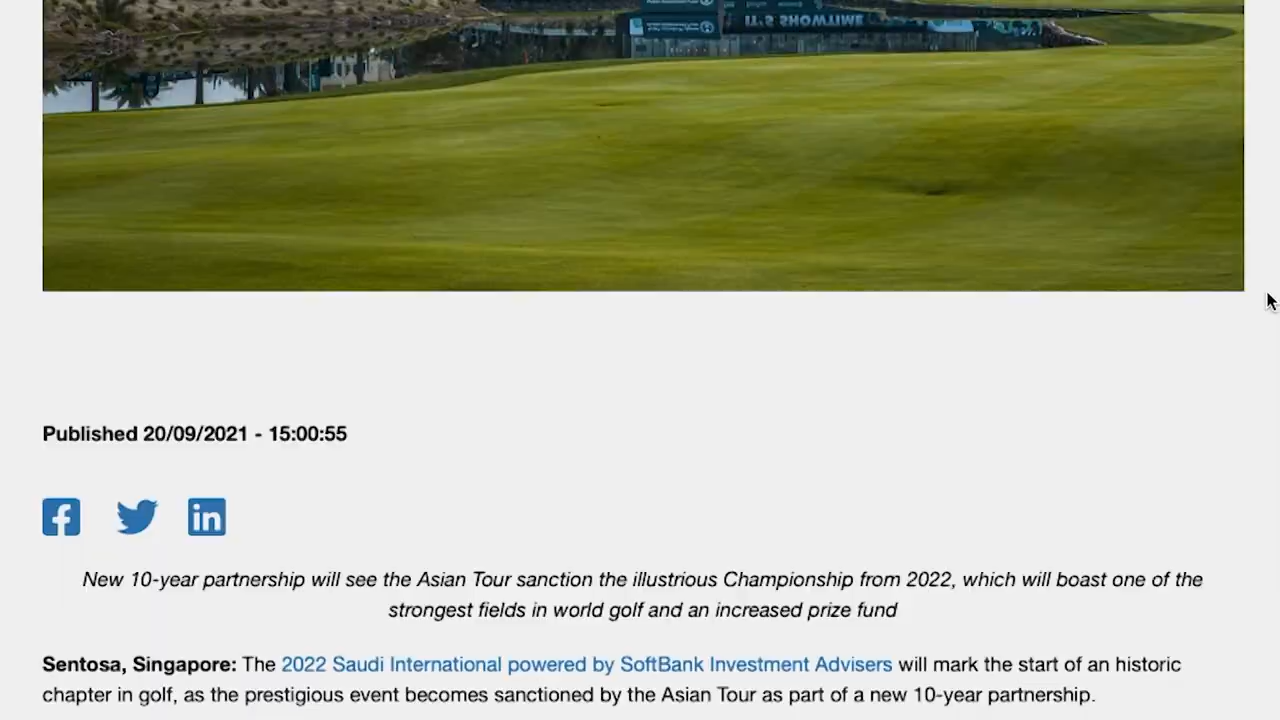 IT'S SHOWTIME
Published 20/09/2021 - 15:00:55
New 10-year partnership will see the Asian Tour sanction the illustrious Championship from 2022, which will boast one of the
strongest fields in world golf and an increased prize fund
Sentosa, Singapore: The 2022 Saudi International powered by SoftBank Investment Advisers will mark the start of an historic
chapter in golf, as the prestigious event becomes sanctioned by the Asian Tour as part of a new 10-year partnership.